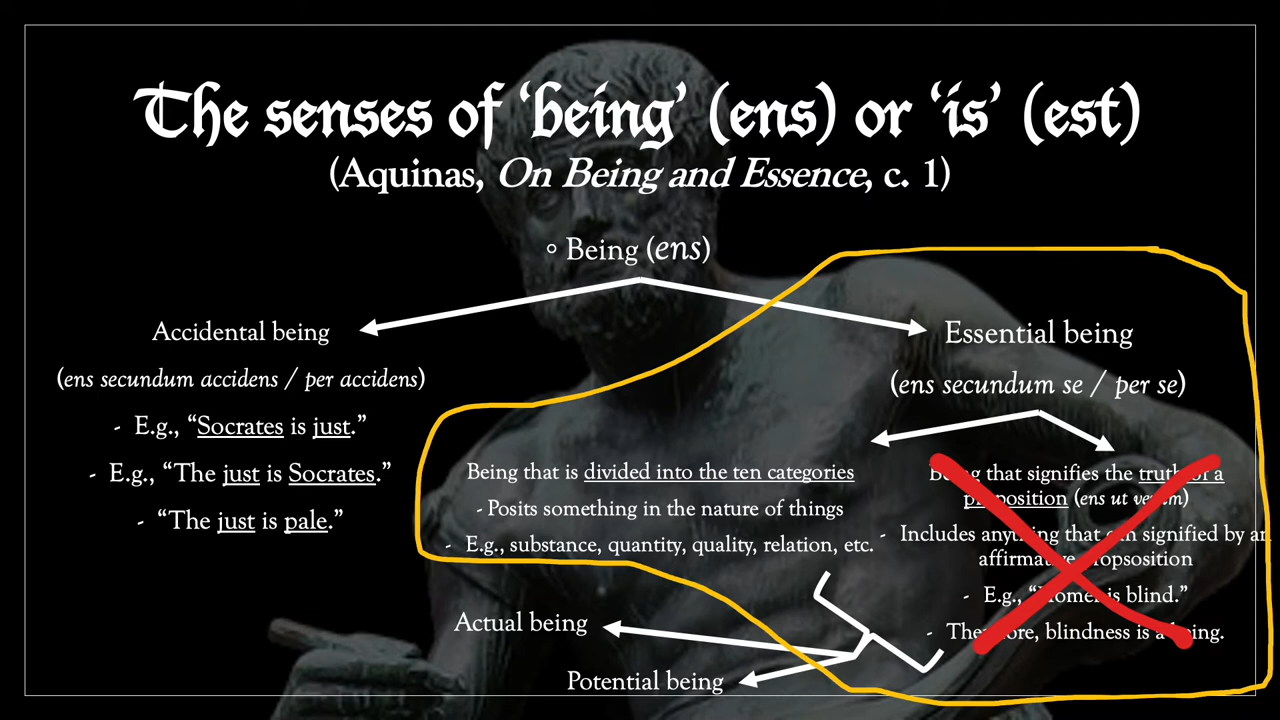 The senses of ‘being’ (ens) or ‘is’ (est)
(Aquinas, On Being and Essence, c. 1)
◦ Being (ens)
Accidental being
(ens secundum accidens / per accidens)
- E.g., “Socrates is just.”
- E.g., “The just is Socrates.”
- “The just is pale.”
Essential being
(ens secundum se / per se)
Being that is divided into the ten categories
- Posits something in the nature of things
- E.g., substance, quantity, quality, relation, etc.
Being that signifies the truth of a
proposition (ens ut verum)
- Includes anything that can signified by an
affirmative propsosition
- E.g., “Homer is blind.”
- Therefore, blindness is a being.
Actual being
Potential being